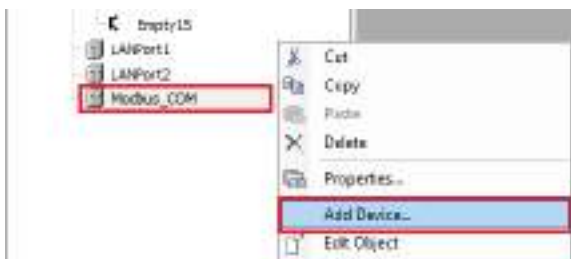 Empty15
LANPort1
LANPort2
Modbus_COM
Cut
Copy
Paste
Delete
Properties...
Add Device...
Edit Object